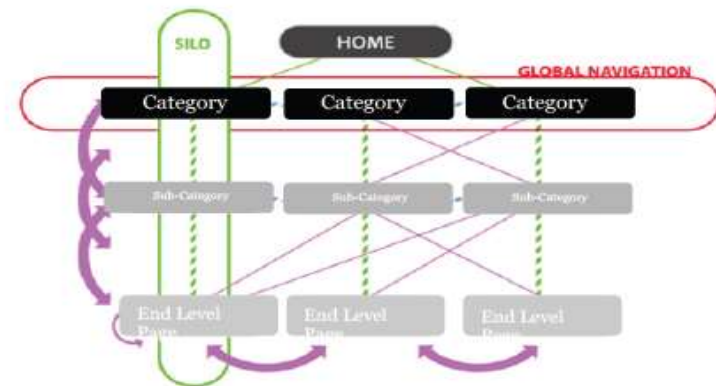 SILO
HOME
GLOBAL NAVIGATION
Category
Category
Category
Sub-Category
Sub-Category
Sub-Category
End Level
Page
End Level
Page
End Level
Page